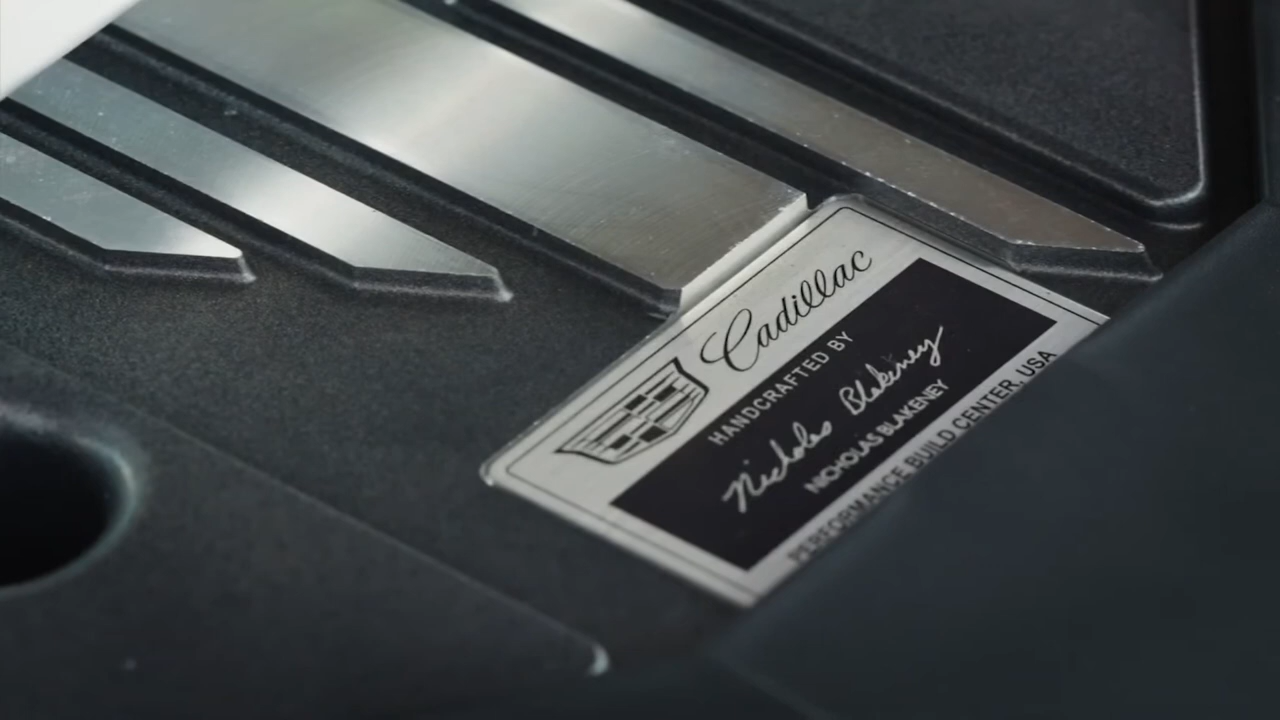 Cadillac
HANDCRAFTED BY
Nicholas Blakeney
NICHOLAS BLAKENEY
PERFORMANCE BUILD CENTER, USA